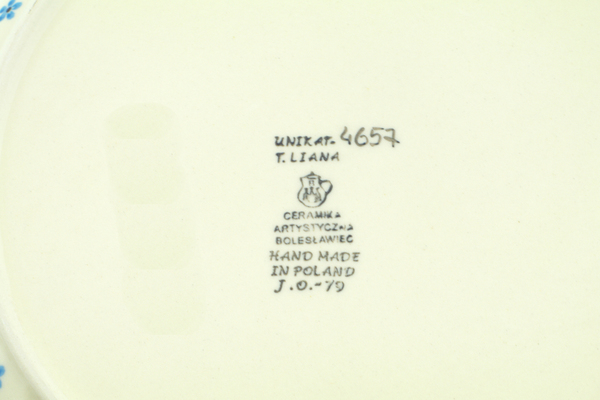 UNIKAT- 4657
T. LIANA
CERAMIKA
ARTYSTYCZNA
BOLESŁAWIEC
HAND MADE
IN POLAND
J.O.-79